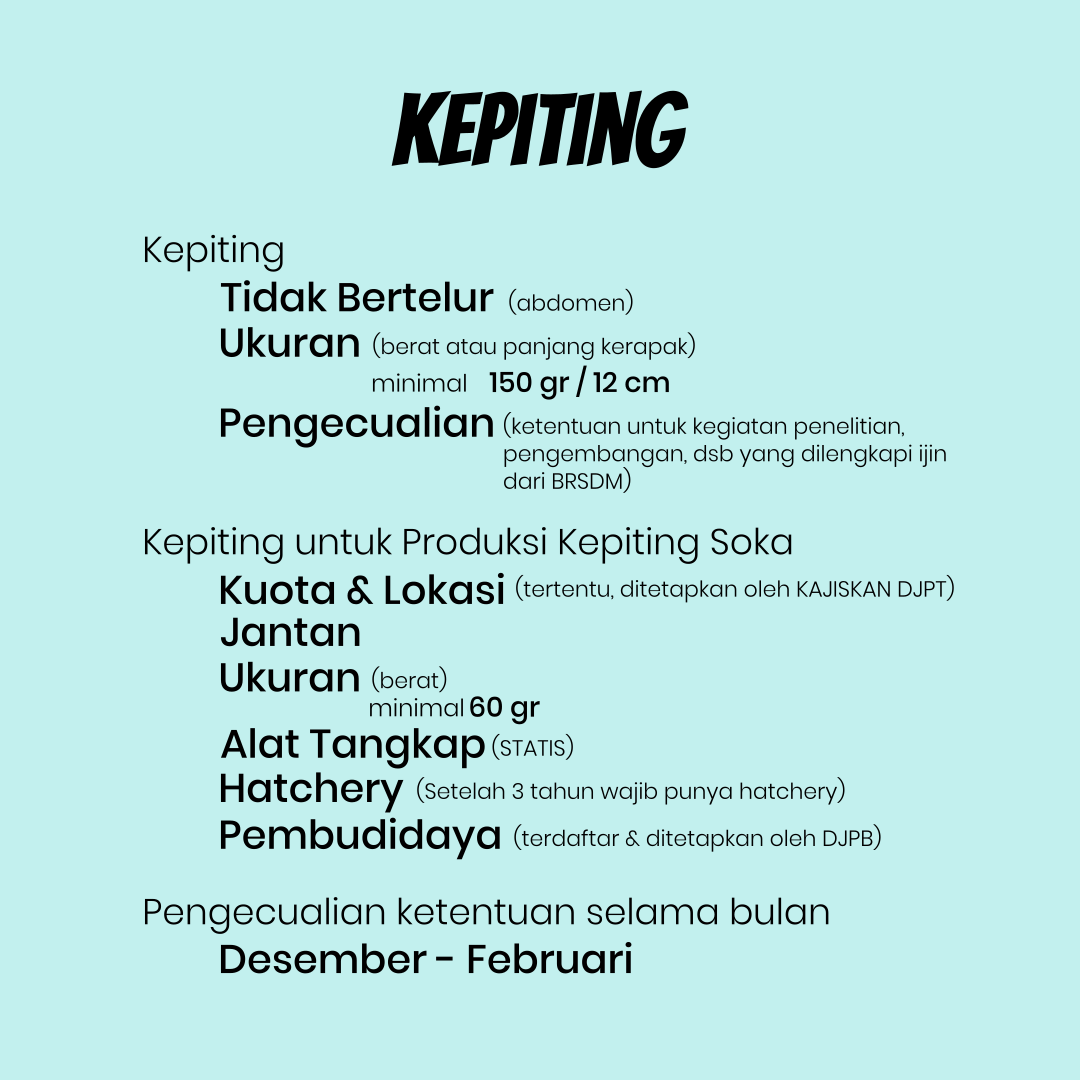 KEPITING
Kepiting
Tidak Bertelur (abdomen)
Ukuran (berat atau panjang kerapak)
minimal 150 gr / 12 cm
Pengecualian (ketentuan untuk kegiatan penelitian,
pengembangan, dsb yang dilengkapi ijin
dari BRSDM)
Kepiting untuk Produksi Kepiting Soka
Kuota & Lokasi (tertentu, ditetapkan oleh KAJISKAN DJPT)
Jantan
Ukuran (berat)
minimal 60 gr
Alat Tangkap (STATIS)
Hatchery (Setelah 3 tahun wajib punya hatchery)
Pembudidaya (terdaftar & ditetapkan oleh DJPB)
Pengecualian ketentuan selama bulan
Desember - Februari